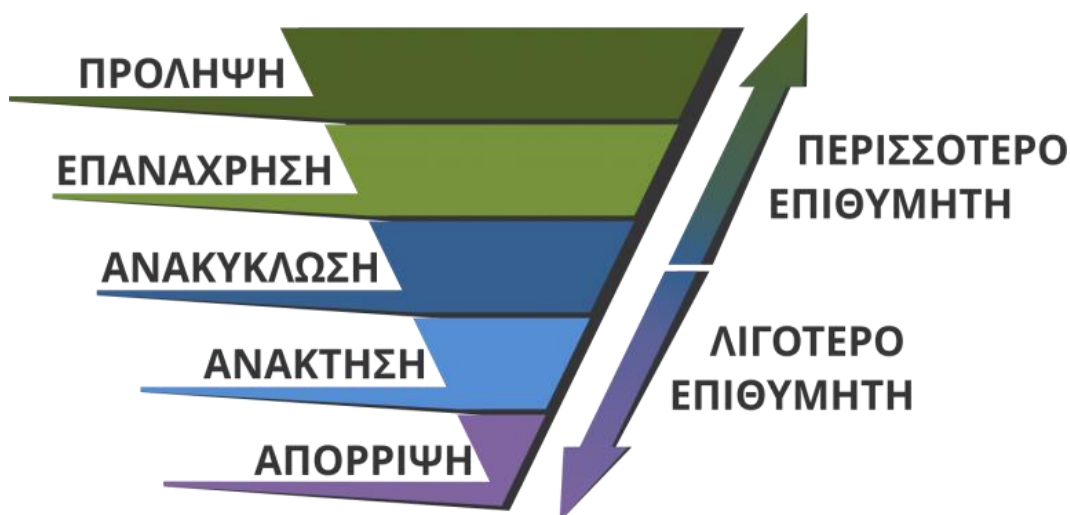 ΠΡΟΛΗΨΗ
ΕΠΑΝΑΧΡΗΣΗ
ΑΝΑΚΥΚΛΩΣΗ
ΑΝΑΚΤΗΣΗ
ΑΠΟΡΡΙΨΗ
ΠΕΡΙΣΣΟΤΕΡΟ
ΕΠΙΘΥΜΗΤΗ
ΛΙΓΟΤΕΡΟ
ΕΠΙΘΥΜΗΤΗ